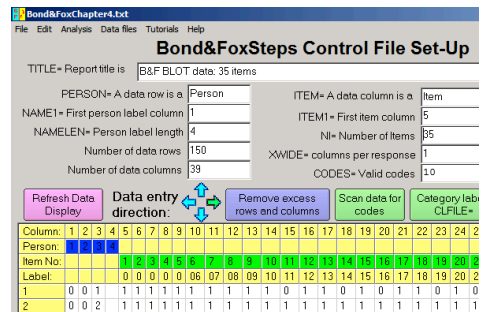 Bond&FoxChapter4.txt
File Edit Analysis Data files Tutorials Help
Bond&FoxSteps Control File Set-Up
TITLE= Report title is B&F BLOT data: 35 items
PERSON= A data row is a Person ITEM= A data column is a Item
NAME1= First person label column 1 ITEM1= First item column 5
NAMELEN= Person label length 4 NI= Number of Items 35
Number of data rows 150 XWIDE= columns per response 1
Number of data columns 39 CODES= Valid codes 10
Refresh Data Display Data entry direction: Remove excess rows and columns Scan data for codes Category labe CLFILE=
Column: 1 2 3 4 5 6 7 8 9 10 11 12 13 14 15 16 17 18 19 20 21 22 23 24 2
Person: 1 2 3 4
Item No: 1 2 3 4 5 6 7 8 9 10 11 12 13 14 15 16 17 18 19 20 2
Label: 0 0 0 0 0 06 07 08 09 10 11 12 13 14 15 16 17 18 19 20 2
1 0 0 1 1 1 1 1 1 1 1 1 1 0 1 0 1 1 0 1 0
2 0 0 2 1 1 1 1 1 1 1 1 1 1 1 1 1 1 1 1 1 1